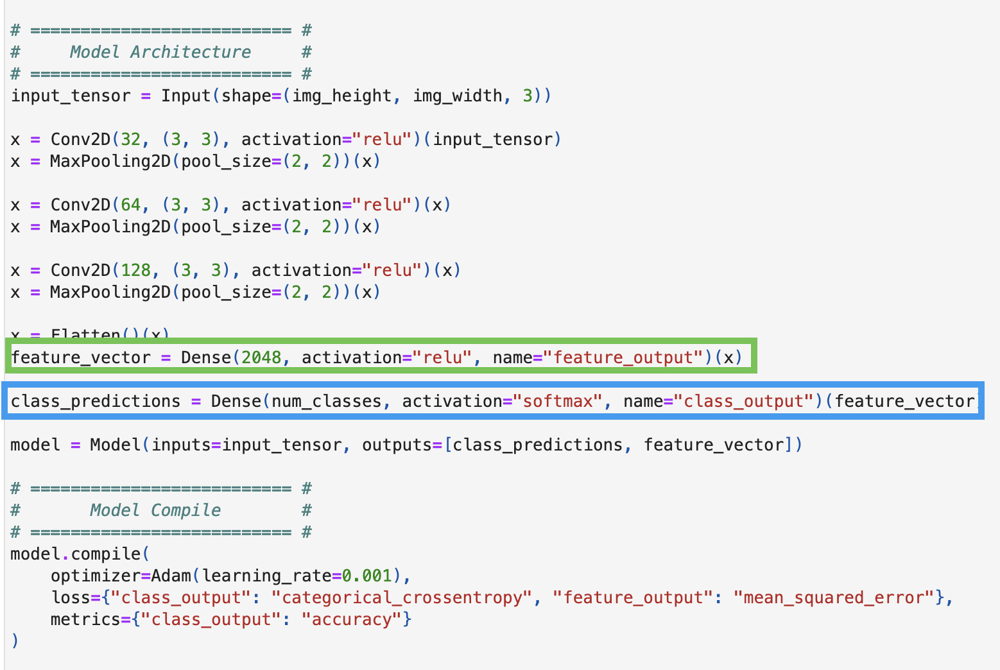 # ========================== #
#     Model Architecture     #
# ========================== #
input_tensor = Input(shape=(img_height, img_width, 3))
x = Conv2D(32, (3, 3), activation="relu")(input_tensor)
x = MaxPooling2D(pool_size=(2, 2))(x)
x = Conv2D(64, (3, 3), activation="relu")(x)
x = MaxPooling2D(pool_size=(2, 2))(x)
x = Conv2D(128, (3, 3), activation="relu")(x)
x = MaxPooling2D(pool_size=(2, 2))(x)
x = Flatten()(x)
feature_vector = Dense(2048, activation="relu", name="feature_output")(x)
class_predictions = Dense(num_classes, activation="softmax", name="class_output")(feature_vector)
model = Model(inputs=input_tensor, outputs=[class_predictions, feature_vector])
# ========================== #
#       Model Compile        #
# ========================== #
model.compile(
    optimizer=Adam(learning_rate=0.001),
    loss={"class_output": "categorical_crossentropy", "feature_output": "mean_squared_error"},
    metrics={"class_output": "accuracy"}
)